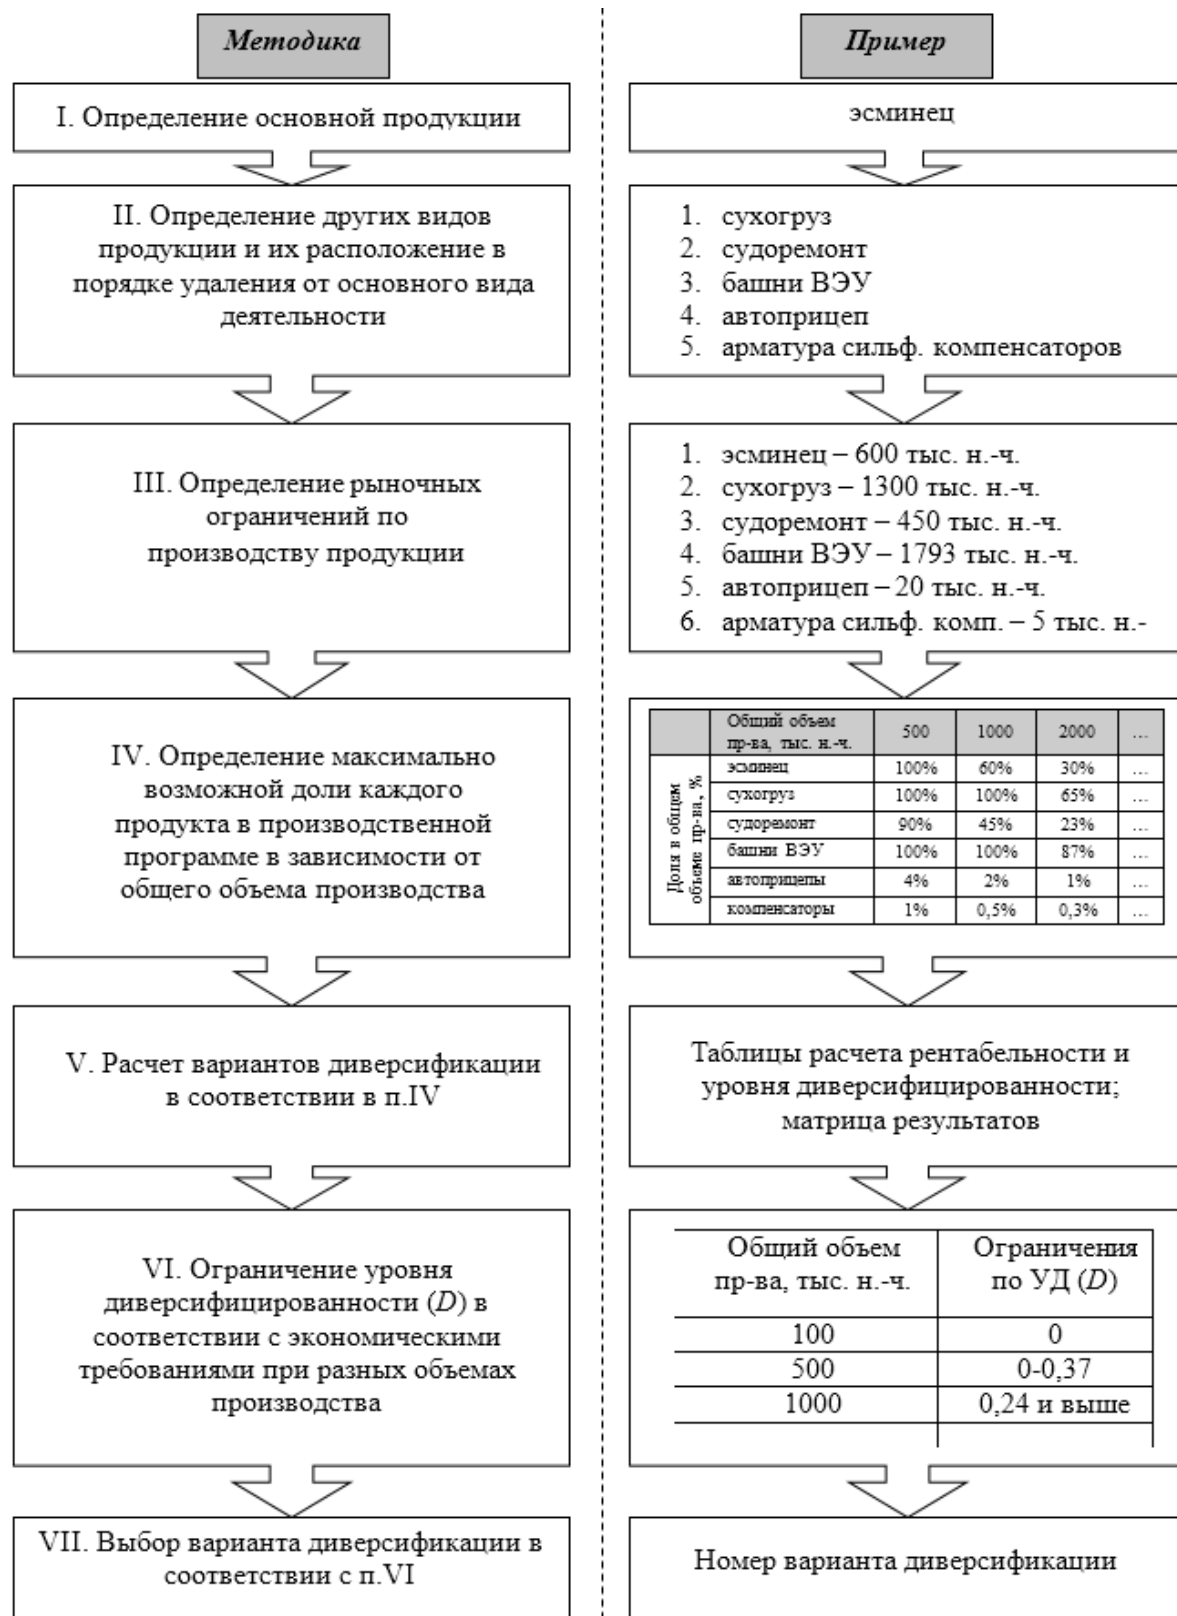 Методика
Пример
I. Определение основной продукции
эсминец
II. Определение других видов
продукции и их расположение в
порядке удаления от основного вида
деятельности
1. сухогруз
2. судоремонт
3. башни ВЭУ
4. автоприцеп
5. арматура сильф. компенсаторов
III. Определение рыночных
ограничений по
производству продукции
1. эсминец – 600 тыс. н.-ч.
2. сухогруз – 1300 тыс. н.-ч.
3. судоремонт – 450 тыс. н.-ч.
4. башни ВЭУ – 1793 тыс. н.-ч.
5. автоприцеп – 20 тыс. н.-ч.
6. арматура сильф. комп. – 5 тыс. н.-
IV. Определение максимально
возможной доли каждого
продукта в производственной
программе в зависимости от
общего объема производства
Общий объем
пр-ва, тыс. н.-ч.
500 1000 2000 ...
Доля в общем
объеме пр-ва, %
эсминец 100% 60% 30% ...
сухогруз 100% 100% 65% ...
судоремонт 90% 45% 23% ...
башни ВЭУ 100% 100% 87% ...
автоприцепы 4% 2% 1% ...
компенсаторы 1% 0,5% 0,3% ...
V. Расчет вариантов диверсификации
в соответствии в п.IV
Таблицы расчета рентабельности и
уровня диверсифицированности;
матрица результатов
VI. Ограничение уровня
диверсифицированности (D) в
соответствии с экономическими
требованиями при разных объемах
производства
Общий объем
пр-ва, тыс. н.-ч.
Ограничения
по УД (D)
100 0
500 0-0,37
1000 0,24 и выше
VII. Выбор варианта диверсификации в
соответствии с п.VI
Номер варианта диверсификации